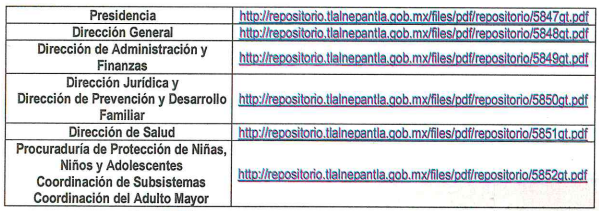 Presidencia http://repositorio.tlalnepantla.gob.mx/files/pdf/repositorio/5847gt.pdf
Dirección General http://repositorio.tlalnepantla.gob.mx/files/pdf/repositorio/5848gt.pdf
Dirección de Administración y
Finanzas
http://repositorio.tlalnepantla.gob.mx/files/pdf/repositorio/5849gt.pdf
Dirección Jurídica y
Dirección de Prevención y Desarrollo
Familiar
http://repositorio.tlalnepantla.gob.mx/files/pdf/repositorio/5850gt.pdf
Dirección de Salud http://repositorio.tlalnepantla.gob.mx/files/pdf/repositorio/5851gt.pdf
Procuraduría de Protección de Niñas,
Niños y Adolescentes
Coordinación de Subsistemas
Coordinación del Adulto Mayor
http://repositorio.tlalnepantla.gob.mx/files/pdf/repositorio/5852gt.pdf